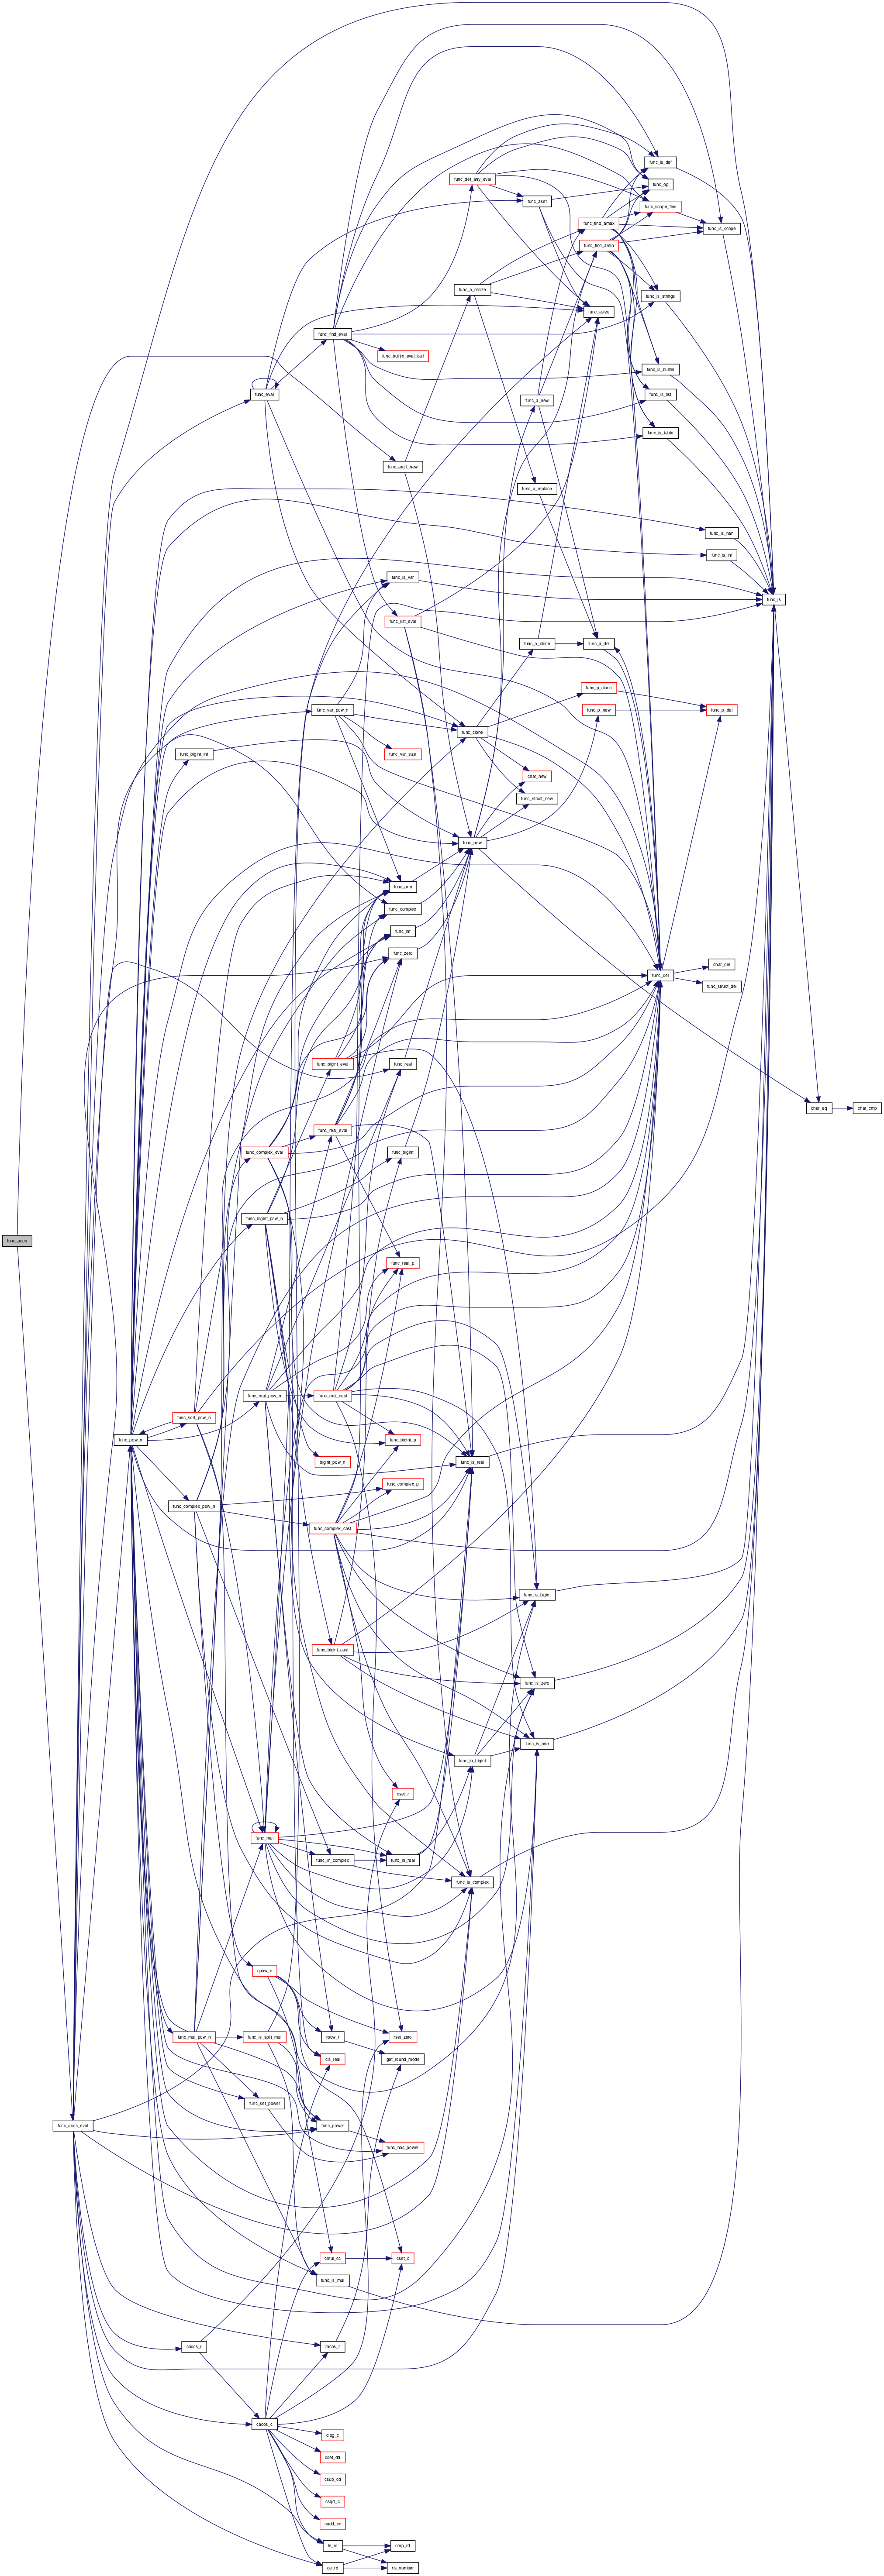 func_is_def
func_def_any_eval
func_op
func_aset
func_scope_find
func_find_amax
func_is_scope
func_find_amin
func_a_resize
func_is_strings
func_asize
func_find_eval
func_builtin_eval_call
func_is_builtin
func_eval
func_is_list
func_a_new
func_is_table
func_arg1_new
func_a_replace
func_is_nan
func_is_inf
func_is_var
func_is
func_list_eval
func_a_clone
func_a_del
func_p_clone
func_var_pow_n
func_p_new
func_p_del
func_clone
func_bigint_inf
func_var_size
char_new
func_struct_new
func_new
func_one
func_complex
func_inf
func_zero
char_del
func_del
func_struct_del
func_bigint_eval
func_real
char_eq
char_cmp
func_real_eval
func_complex_eval
func_bigint
func_bigint_pow_n
func_acos
func_real_p
func_real_pow_n
func_real_cast
func_sqrt_pow_n
func_pow_n
func_bigint_p
bigint_pow_n
func_is_real
func_complex_p
func_complex_pow_n
func_complex_cast
func_is_bigint
func_bigint_cast
func_is_zero
func_is_one
func_in_bigint
cset_r
func_mul
func_in_complex
func_in_real
func_is_complex
cpow_c
func_mul_pow_n
func_is_split_mul
rpow_r
rset_zero
cis_real
get_round_mode
func_set_power
func_acos_eval
func_power
func_has_power
cmul_cc
cset_c
func_is_mul
cacos_r
racos_r
cacos_c
clog_c
cset_dd
csub_cd
csqrt_c
cadd_cc
le_rd
cmp_rd
ge_rd
ris_number